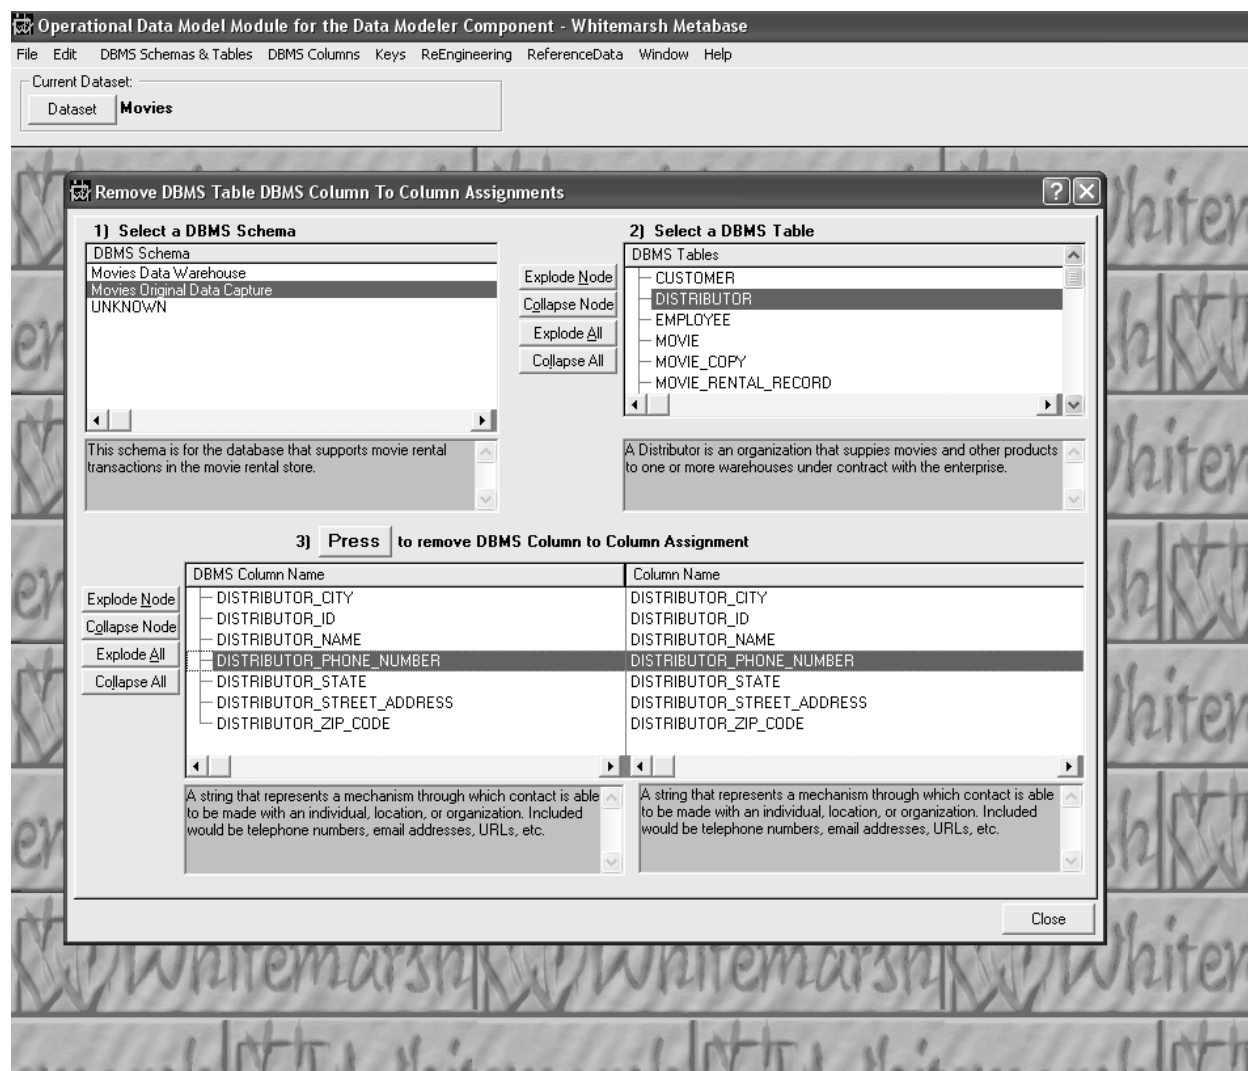 Operational Data Model Module for the Data Modeler Component - Whitemarsh Metabase
File Edit DBMS Schemas & Tables DBMS Columns Keys ReEngineering ReferenceData Window Help
Current Dataset:
Dataset Movies
Remove DBMS Table DBMS Column To Column Assignments
1) Select a DBMS Schema
2) Select a DBMS Table
DBMS Schema
Movies Data Warehouse
Movies Original Data Capture
UNKNOWN
Explode Node
Collapse Node
Explode All
Collapse All
DBMS Tables
CUSTOMER
DISTRIBUTOR
EMPLOYEE
MOVIE
MOVIE_COPY
MOVIE_RENTAL_RECORD
This schema is for the database that supports movie rental
transactions in the movie rental store.
A Distributor is an organization that suppies movies and other products
to one or more warehouses under contract with the enterprise.
3) Press to remove DBMS Column to Column Assignment
Explode Node
Collapse Node
Explode All
Collapse All
DBMS Column Name Column Name
DISTRIBUTOR_CITY DISTRIBUTOR_CITY
DISTRIBUTOR_ID DISTRIBUTOR_ID
DISTRIBUTOR_NAME DISTRIBUTOR_NAME
DISTRIBUTOR_PHONE_NUMBER DISTRIBUTOR_PHONE_NUMBER
DISTRIBUTOR_STATE DISTRIBUTOR_STATE
DISTRIBUTOR_STREET_ADDRESS DISTRIBUTOR_STREET_ADDRESS
DISTRIBUTOR_ZIP_CODE DISTRIBUTOR_ZIP_CODE
A string that represents a mechanism through which contact is able
to be made with an individual, location, or organization. Included
would be telephone numbers, email addresses, URLs, etc.
A string that represents a mechanism through which contact is able
to be made with an individual, location, or organization. Included
would be telephone numbers, email addresses, URLs, etc.
Close
Whitemarsh Whitemarsh